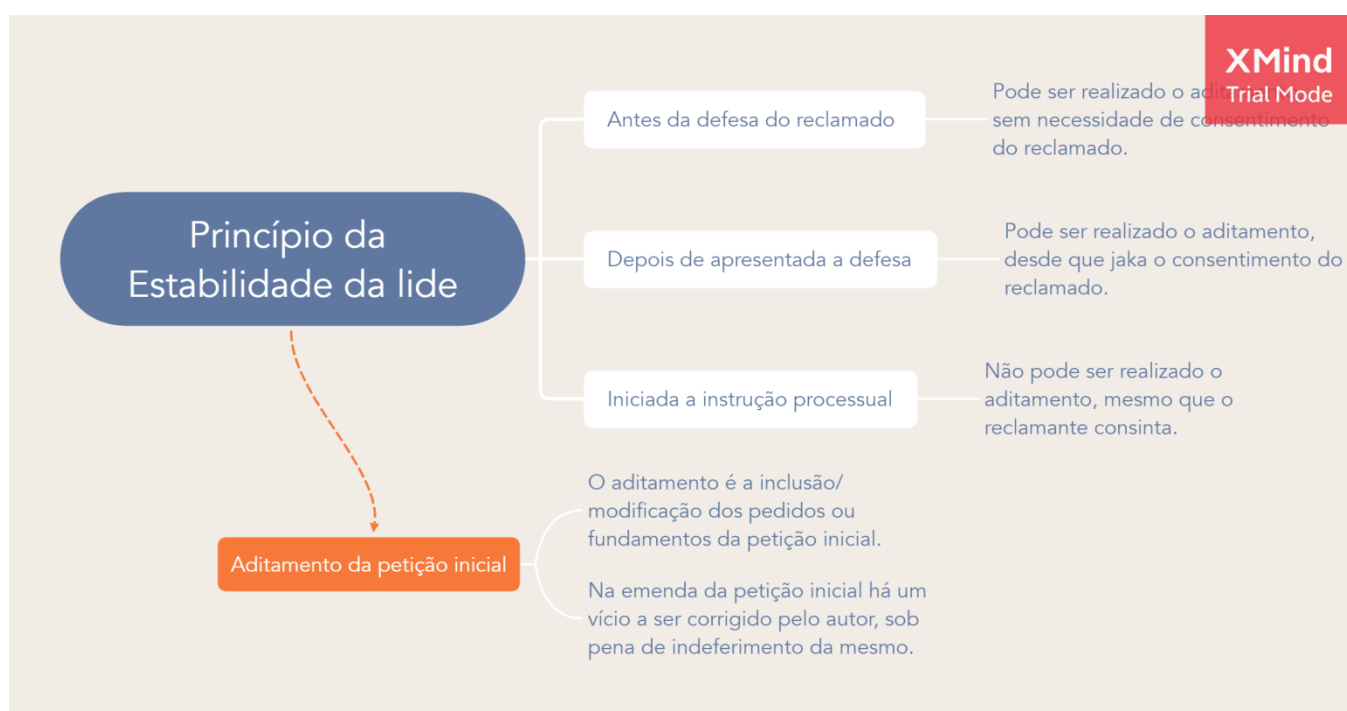 XMind
Trial Mode
Pode ser realizado o aditamento
sem necessidade de consentimento
do reclamado.
Antes da defesa do reclamado
Princípio da
Estabilidade da lide
Depois de apresentada a defesa
Pode ser realizado o aditamento,
desde que jaka o consentimento do
reclamado.
Iniciada a instrução processual
Não pode ser realizado o
aditamento, mesmo que o
reclamante consinta.
Aditamento da petição inicial
O aditamento é a inclusão/
modificação dos pedidos ou
fundamentos da petição inicial.
Na emenda da petição inicial há um
vício a ser corrigido pelo autor, sob
pena de indeferimento da mesmo.